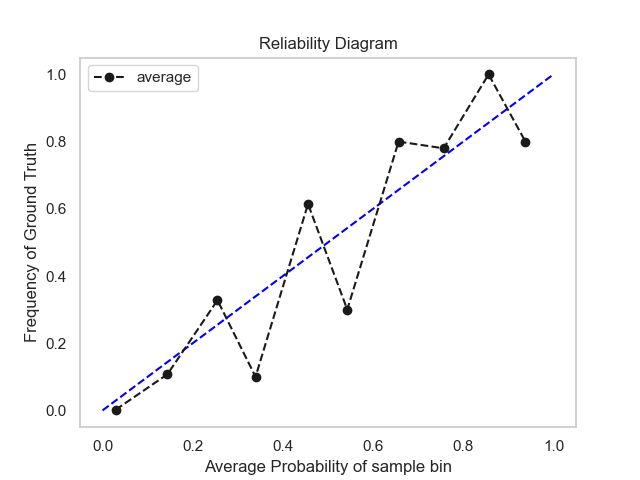 Reliability Diagram
average
1.0
0.8
0.6
0.4
0.2
0.0
Frequency of Ground Truth
0.0 0.2 0.4 0.6 0.8 1.0
Average Probability of sample bin